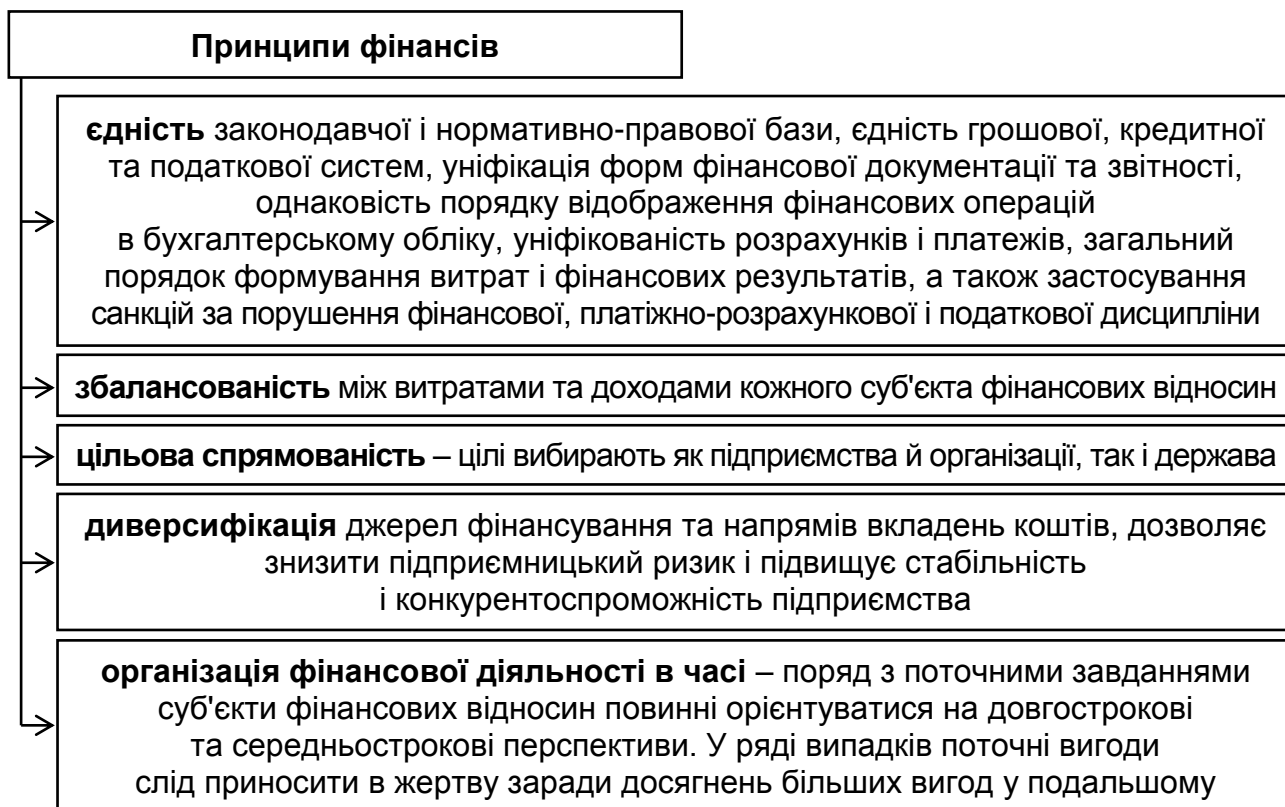 Принципи фінансів
єдність законодавчої і нормативно-правової бази, єдність грошової, кредитної
та податкової систем, уніфікація форм фінансової документації та звітності,
однаковість порядку відображення фінансових операцій
в бухгалтерському обліку, уніфікованість розрахунків і платежів, загальний
порядок формування витрат і фінансових результатів, а також застосування
санкцій за порушення фінансової, платіжно-розрахункової і податкової дисципліни
збалансованість між витратами та доходами кожного суб'єкта фінансових відносин
цільова спрямованість – цілі вибирають як підприємства й організації, так і держава
диверсифікація джерел фінансування та напрямів вкладень коштів, дозволяє
знизити підприємницький ризик і підвищує стабільність
і конкурентоспроможність підприємства
організація фінансової діяльності в часі – поряд з поточними завданнями
суб'єкти фінансових відносин повинні орієнтуватися на довгострокові
та середньострокові перспективи. У ряді випадків поточні вигоди
слід приносити в жертву заради досягнень більших вигод у подальшому